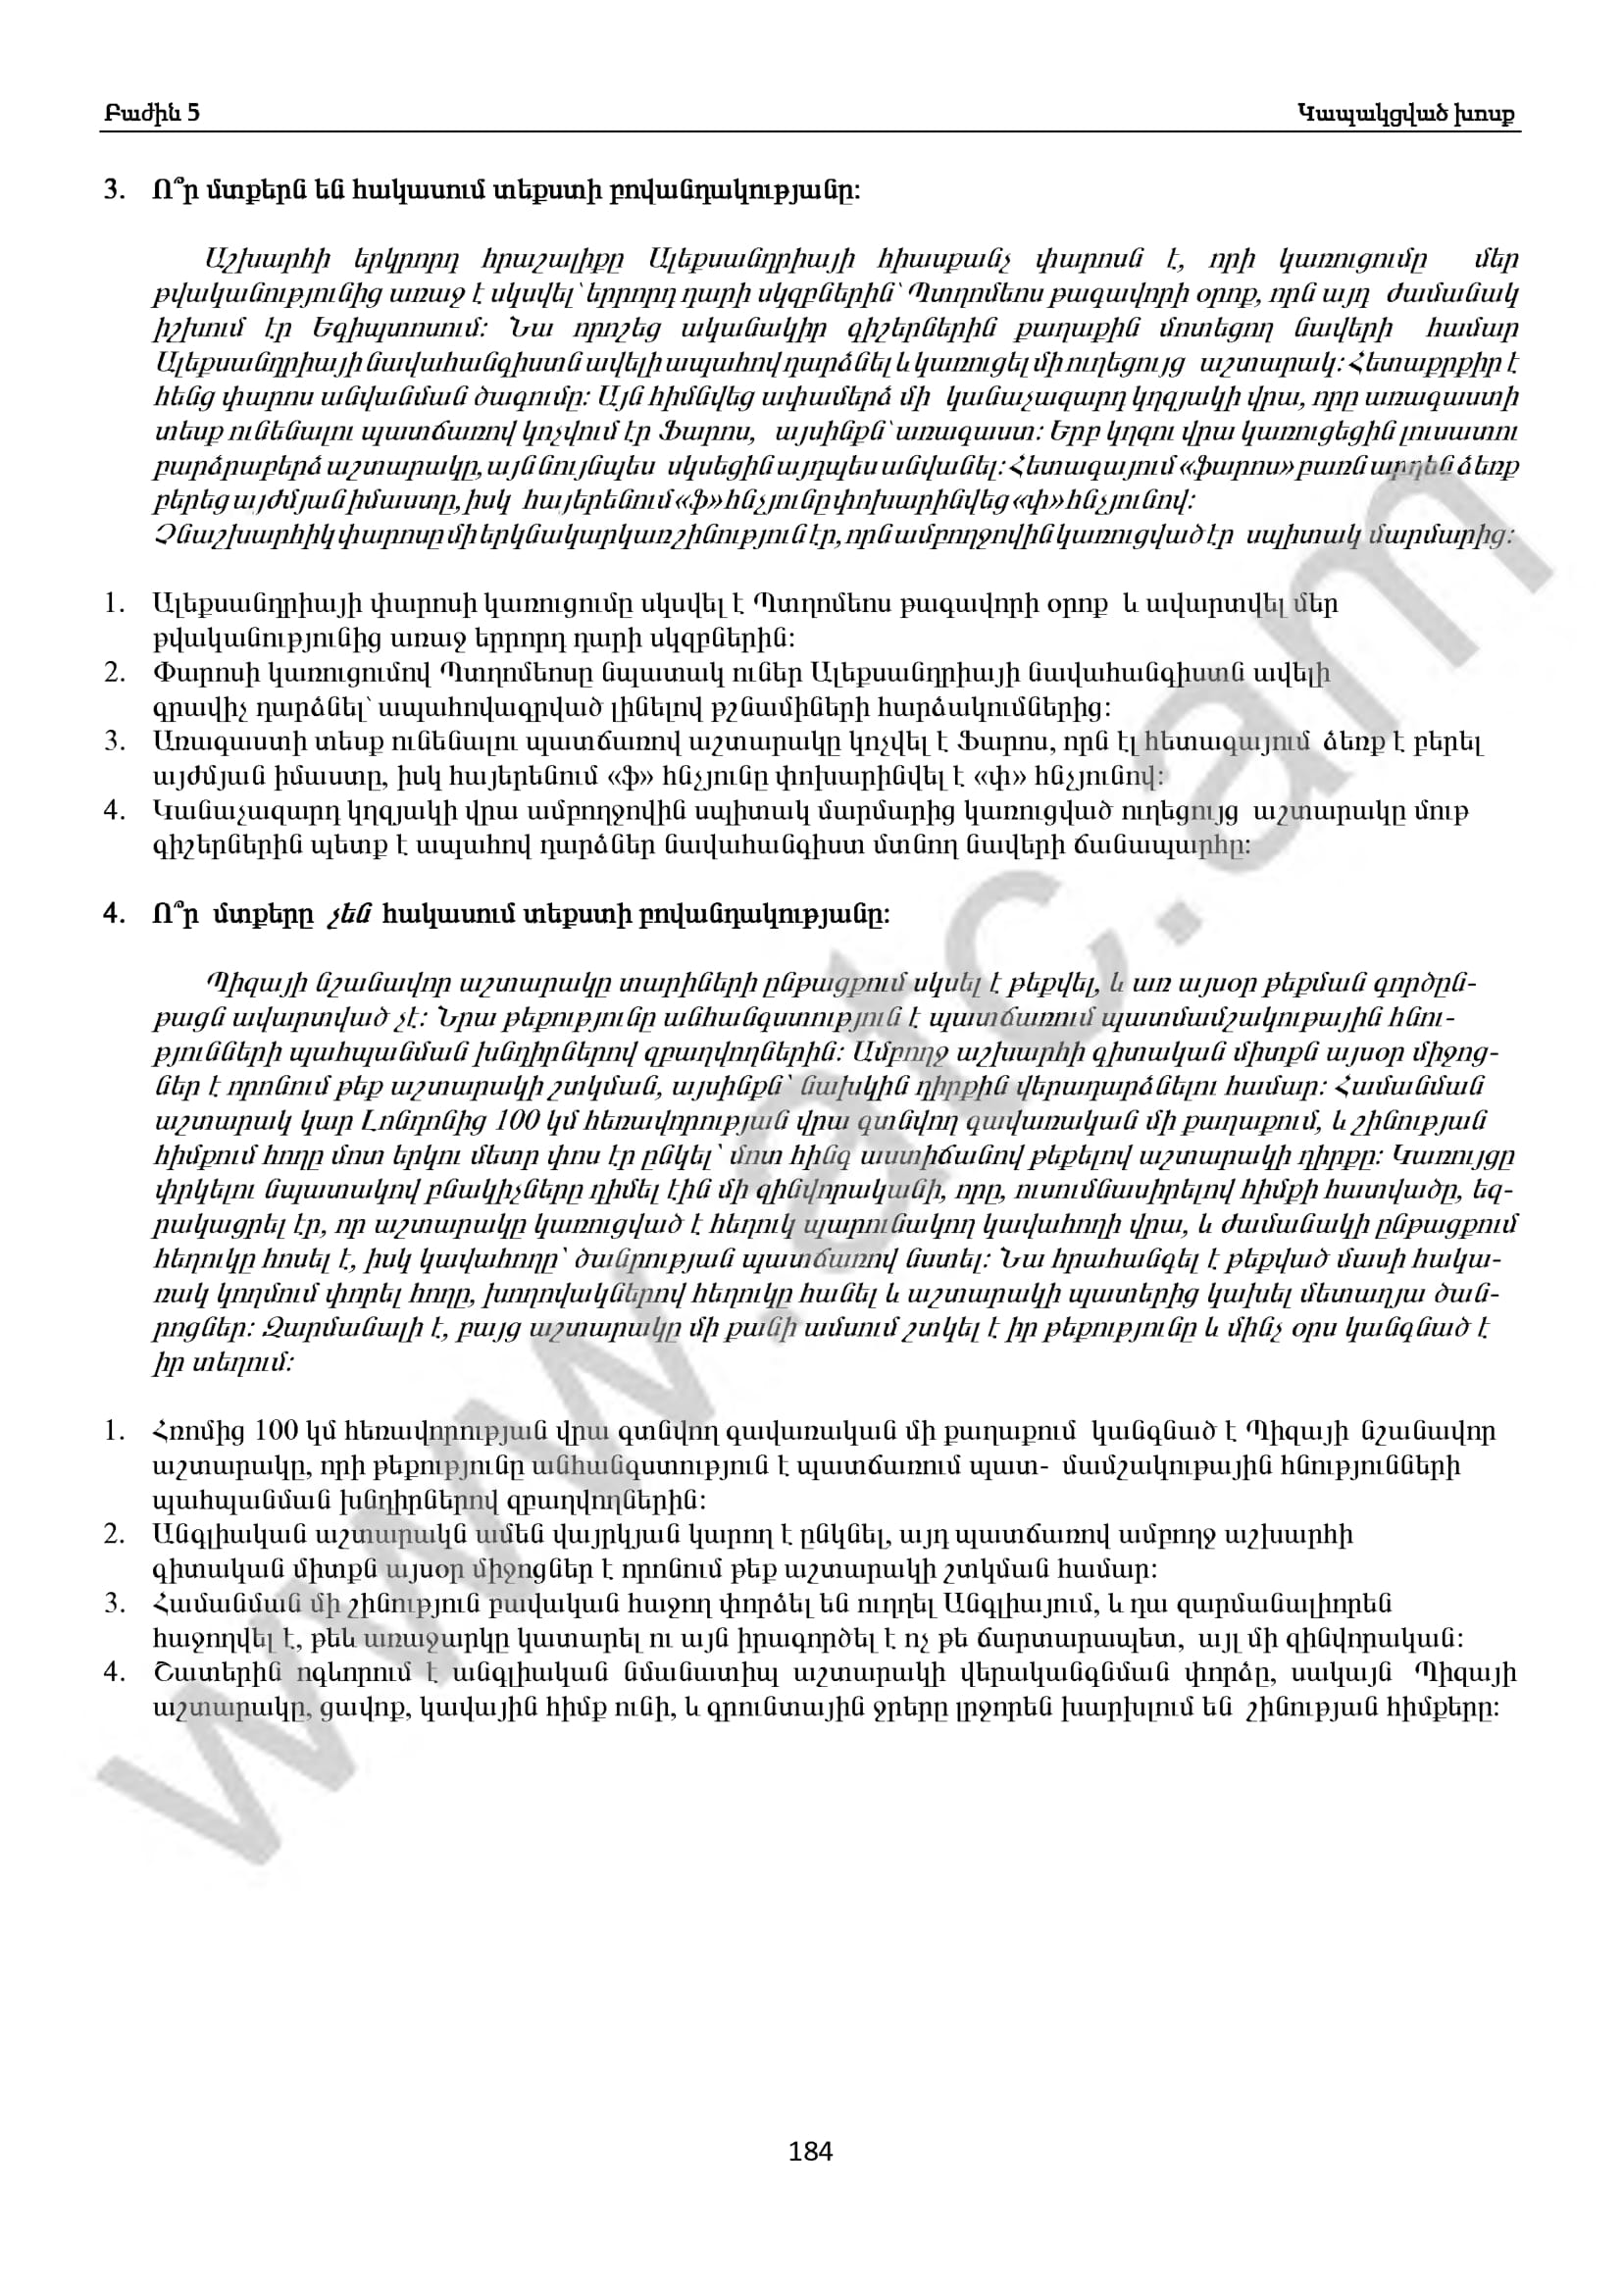 Բաժին 5 Կապակցված խոսք
3. Ո՞ր մտքերն են հակասում տեքստի բովանդակությանը:
Աշխարհի երկրորդ հրաշալիքը Ալեքսանդրիայի հիասքանչ փարոսն է, որի կառուցումը մեր
թվականությունից առաջ է սկսվել՝ երրորդ դարի սկզբներին՝ Պտղոմեոս թագավորի օրոք, որն այդ ժամանակ
իշխում էր Եգիպտոսում: Նա որոշեց ականակիր գիշերներին քաղաքին մոտեցող նավերի համար
Ալեքսանդրիայի նավահանգիստն ավելի ապահով դարձնել և կառուցել մի ուղեցույց աշտարակ: Հետաքրքիր է
հենց փարոս անվանման ծագումը: Այն հիմնվեց ափամերձ մի կանաչազարդ կղզյակի վրա, որը առագաստի
տեսք ունենալու պատճառով կոչվում էր Ֆարոս, այսինքն՝ առագաստ: Երբ կղզու վրա կառուցեցին լուսատու
բարձրաբերձ աշտարակը, այն նույնպես սկսեցին այդպես անվանել: Հետագայում «ֆարոս» բառն արդեն ձեռք
բերեց այժմյան իմաստը, իսկ հայերենում «ֆ» հնչյունը փոխարինվեց «փ» հնչյունով:
Չնաշխարհիկ փարոսը մի երկնակարկառ շինություն էր, որն ամբողջովին կառուցված էր սպիտակ մարմարից:
1. Ալեքսանդրիայի փարոսի կառուցումը սկսվել է Պտղոմեոս թագավորի օրոք և ավարտվել մեր
թվականությունից առաջ երրորդ դարի սկզբներին:
2. Փարոսի կառուցումով Պտղոմեոսը նպատակ ուներ Ալեքսանդրիայի նավահանգիստն ավելի
գրավիչ դարձնել՝ ապահովագրված լինելով թշնամիների հարձակումներից:
3. Առագաստի տեսք ունենալու պատճառով աշտարակը կոչվել է Ֆարոս, որն էլ հետագայում ձեռք է բերել
այժմյան իմաստը, իսկ հայերենում «ֆ» հնչյունը փոխարինվել է «փ» հնչյունով:
4. Կանաչազարդ կղզյակի վրա ամբողջովին սպիտակ մարմարից կառուցված ուղեցույց աշտարակը մութ
գիշերներին պետք է ապահով դարձներ նավահանգիստ մտնող նավերի ճանապարհը:
4. Ո՞ր մտքերը չեն հակասում տեքստի բովանդակությանը:
Պիզայի նշանավոր աշտարակը տարիների ընթացքում սկսել է թեքվել, և առ այսօր թեքման գործըն-
թացն ավարտված չէ: Նրա թեքությունը անհանգստություն է պատճառում պատմամշակութային հնու-
թյունների պահպանման խնդիրներով զբաղվողներին: Ամբողջ աշխարհի գիտական միտքն այսօր միջոց-
ներ է որոնում թեք աշտարակի շտկման, այսինքն՝ նախկին դիրքին վերադարձնելու համար: Համանման
աշտարակ կար Լոնդոնից 100 կմ հեռավորության վրա գտնվող գավառական մի քաղաքում, և շինության
հիմքում հողը մոտ երկու մետր փոս էր ընկել՝ մոտ հինգ աստիճանով թեքելով աշտարակի դիրքը: Կառույցը
փրկելու նպատակով բնակիչները դիմել էին մի զինվորականի, որը, ուսումնասիրելով հիմքի հատվածը, եզ-
րակացրել էր, որ աշտարակը կառուցված է հեղուկ պարունակող կավահողի վրա, և ժամանակի ընթացքում
հեղուկը հոսել է, իսկ կավահողը՝ ծանրության պատճառով նստել: Նա հրահանգել է թեքված մասի հակա-
ռակ կողմում փորել հողը, խողովակներով հեղուկը հանել և աշտարակի պատերից կախել մետաղյա ծան-
րոցներ: Զարմանալի է, բայց աշտարակը մի քանի ամսում շտկել է իր թեքությունը և մինչ օրս կանգնած է
իր տեղում:
1. Հռոմից 100 կմ հեռավորության վրա գտնվող գավառական մի քաղաքում կանգնած է Պիզայի նշանավոր
աշտարակը, որի թեքությունը անհանգստություն է պատճառում պատ- մամշակութային հնությունների
պահպանման խնդիրներով զբաղվողներին:
2. Անգլիական աշտարակն ամեն վայրկյան կարող է ընկնել, այդ պատճառով ամբողջ աշխարհի
գիտական միտքն այսօր միջոցներ է որոնում թեք աշտարակի շտկման համար:
3. Համանման մի շինություն բավական հաջող փորձել են ուղղել Անգլիայում, և դա զարմանալիորեն
հաջողվել է, թեև առաջարկը կատարել ու այն իրագործել է ոչ թե ճարտարապետ, այլ մի զինվորական:
4. Շատերին ոգևորում է անգլիական նմանատիպ աշտարակի վերականգնման փորձը, սակայն Պիզայի
աշտարակը, ցավոք, կավային հիմք ունի, և գրունտային ջրերը լրջորեն խարխլում են շինության հիմքերը:
www.atc.am
184